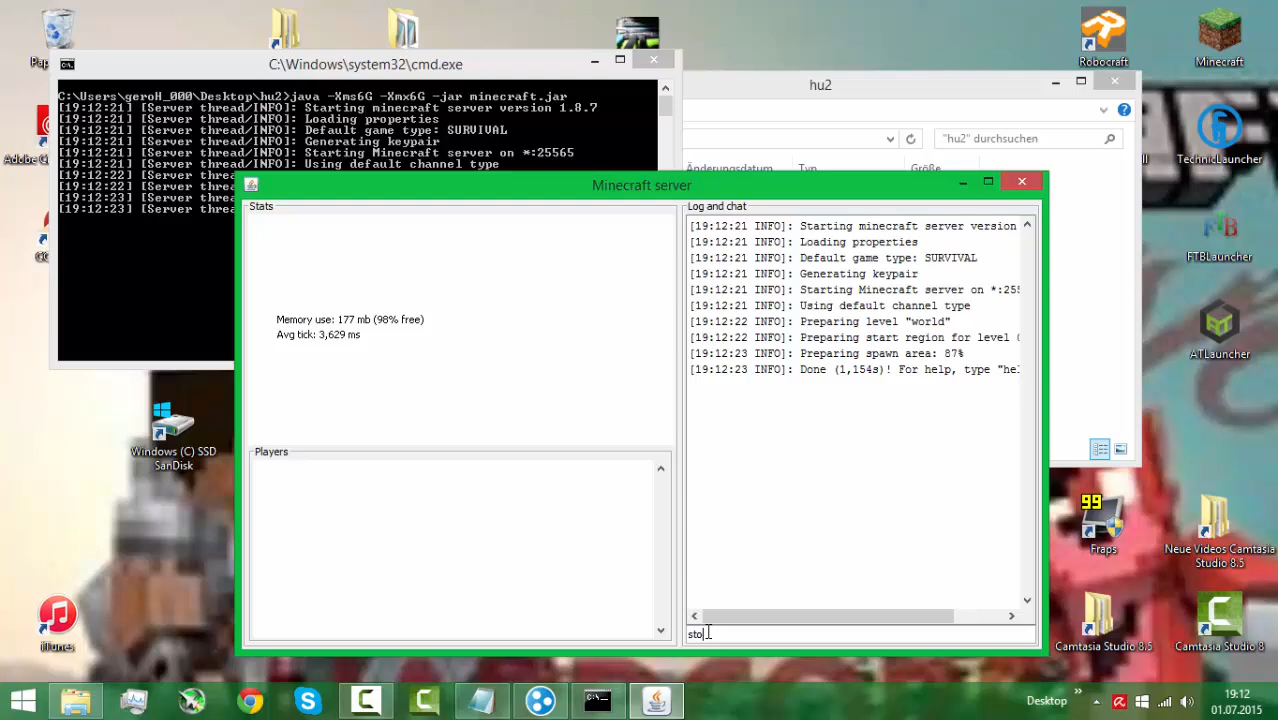 Pap
Robocraft
Minecraft
C:\Windows\system32\cmd.exe
C:\Users\geroH_000\Desktop\hu2>java -Xms6G -Xmx6G -jar minecraft.jar
[19:12:21] [Server thread/INFO]: Starting minecraft server version 1.8.7
[19:12:21] [Server thread/INFO]: Loading properties
[19:12:21] [Server thread/INFO]: Default game type: SURVIVAL
[19:12:21] [Server thread/INFO]: Generating keypair
[19:12:21] [Server thread/INFO]: Starting Minecraft server on *:25565
[19:12:21] [Server thread/INFO]: Using default channel type
[19:12:22] [Server threa
[19:12:22] [Server threa
[19:12:23] [Server threa
[19:12:23] [Server threa
hu2
"hu2" durchsuchen
Änderungsdatum
Typ
Größe
Adobe C
CO
TechnicLauncher
FTBLauncher
ATLauncher
Minecraft server
Stats
Memory use: 177 mb (98% free)
Avg tick: 3,629 ms
Players
Log and chat
[19:12:21 INFO]: Starting minecraft server version
[19:12:21 INFO]: Loading properties
[19:12:21 INFO]: Default game type: SURVIVAL
[19:12:21 INFO]: Generating keypair
[19:12:21 INFO]: Starting Minecraft server on *:255
[19:12:21 INFO]: Using default channel type
[19:12:22 INFO]: Preparing level "world"
[19:12:22 INFO]: Preparing start region for level
[19:12:23 INFO]: Preparing spawn area: 87%
[19:12:23 INFO]: Done (1,154s)! For help, type "hel
sto
Windows (C) SSD
SanDisk
iTunes
99
Fraps
Neue Videos Camtasia
Studio 8.5
Camtasia Studio 8.5
Camtasia Studio 8
Desktop
19:12
01.07.2015